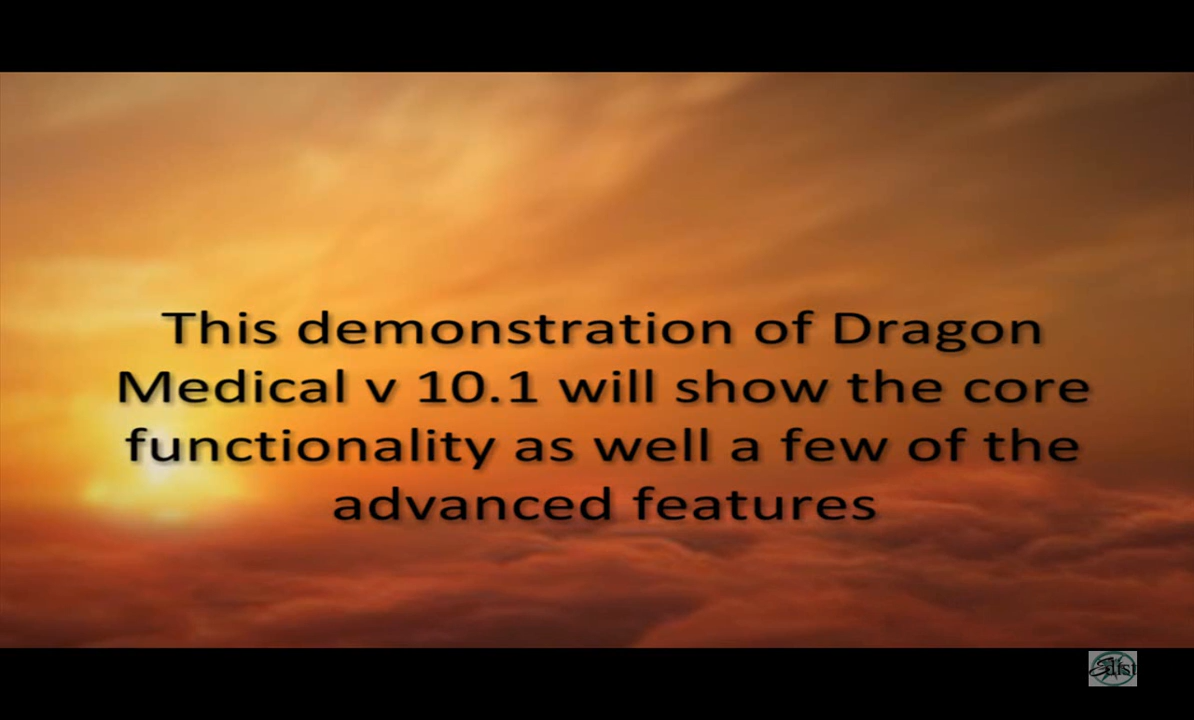 This demonstration of Dragon
Medical v 10.1 will show the core
functionality as well a few of the
advanced features